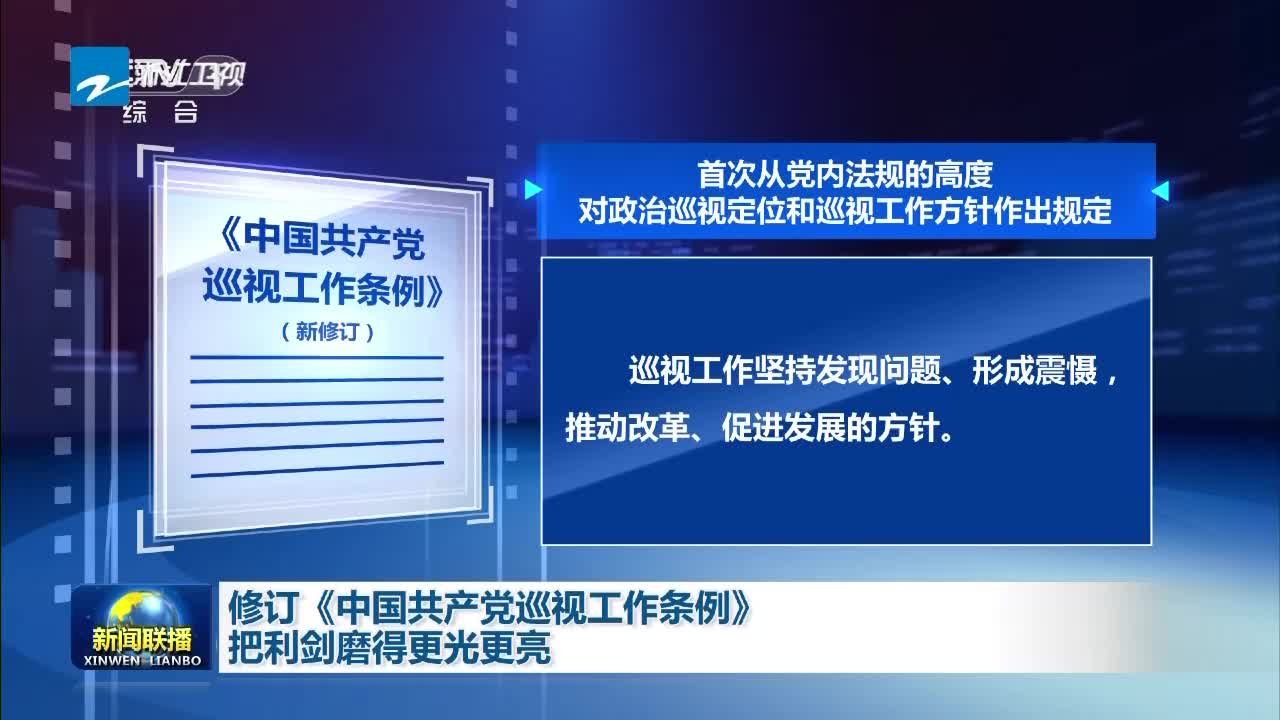 综 合
首次从党内法规的高度
对政治巡视定位和巡视工作方针作出规定
《中国共产党
巡视工作条例》
（新修订）
巡视工作坚持发现问题、形成震慑，
推动改革、促进发展的方针。
新闻联播
XINWEN LIANBO
修订《中国共产党巡视工作条例》
把利剑磨得更光更亮